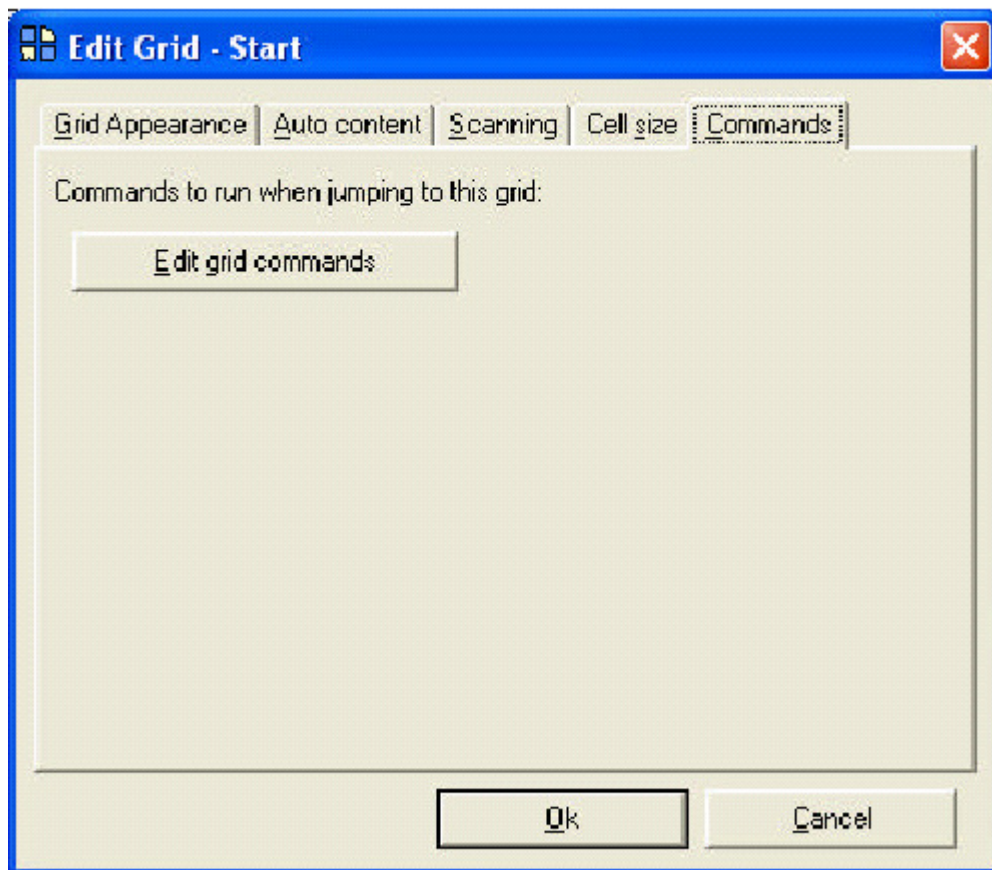 Edit Grid - Start
Grid Appearance Auto content Scanning Cell size Commands
Commands to run when jumping to this grid:
Edit grid commands
Ok Cancel